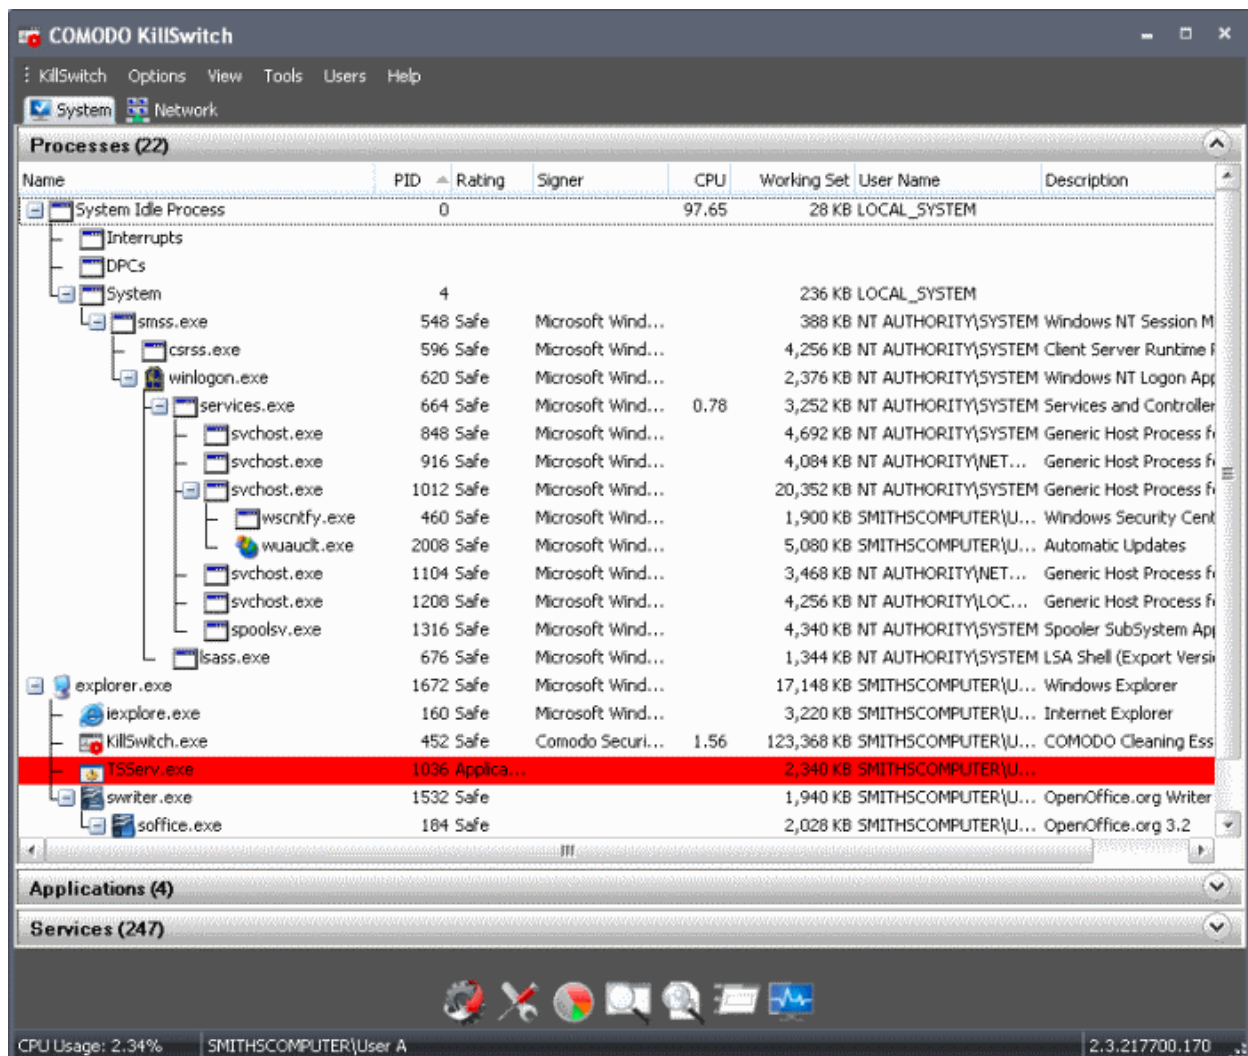 COMODO KillSwitch
KillSwitch Options View Tools Users Help
System Network
Processes (22)
Name PID Rating Signer CPU Working Set User Name Description
System Idle Process 0 97.65 28 KB LOCAL_SYSTEM
Interrupts
DPCs
System 4 236 KB LOCAL_SYSTEM
smss.exe 548 Safe Microsoft Wind... 388 KB NT AUTHORITY\SYSTEM Windows NT Session M
csrss.exe 596 Safe Microsoft Wind... 4,256 KB NT AUTHORITY\SYSTEM Client Server Runtime P
winlogon.exe 620 Safe Microsoft Wind... 2,376 KB NT AUTHORITY\SYSTEM Windows NT Logon App
services.exe 664 Safe Microsoft Wind... 0.78 3,252 KB NT AUTHORITY\SYSTEM Services and Controller
svchost.exe 848 Safe Microsoft Wind... 4,692 KB NT AUTHORITY\SYSTEM Generic Host Process f
svchost.exe 916 Safe Microsoft Wind... 4,084 KB NT AUTHORITY\NET... Generic Host Process f
svchost.exe 1012 Safe Microsoft Wind... 20,352 KB NT AUTHORITY\SYSTEM Generic Host Process f
wscntfy.exe 460 Safe Microsoft Wind... 1,900 KB SMITHSCOMPUTER\U... Windows Security Cent
wuauclt.exe 2008 Safe Microsoft Wind... 5,080 KB SMITHSCOMPUTER\U... Automatic Updates
svchost.exe 1104 Safe Microsoft Wind... 3,468 KB NT AUTHORITY\NET... Generic Host Process f
svchost.exe 1208 Safe Microsoft Wind... 4,256 KB NT AUTHORITY\LOC... Generic Host Process f
spoolsv.exe 1316 Safe Microsoft Wind... 4,340 KB NT AUTHORITY\SYSTEM Spooler SubSystem App
lsass.exe 676 Safe Microsoft Wind... 1,344 KB NT AUTHORITY\SYSTEM LSA Shell (Export Versi
explorer.exe 1672 Safe Microsoft Wind... 17,148 KB SMITHSCOMPUTER\U... Windows Explorer
iexplore.exe 160 Safe Microsoft Wind... 3,220 KB SMITHSCOMPUTER\U... Internet Explorer
KillSwitch.exe 452 Safe Comodo Securi... 1.56 123,368 KB SMITHSCOMPUTER\U... COMODO Cleaning Ess
TSServ.exe 1036 Applica... 2,340 KB SMITHSCOMPUTER\U...
swriter.exe 1532 Safe 1,940 KB SMITHSCOMPUTER\U... OpenOffice.org Writer
soffice.exe 184 Safe 2,028 KB SMITHSCOMPUTER\U... OpenOffice.org 3.2
Applications (4)
Services (247)
CPU Usage: 2.34% SMITHSCOMPUTER\User A 2.3.217700.170